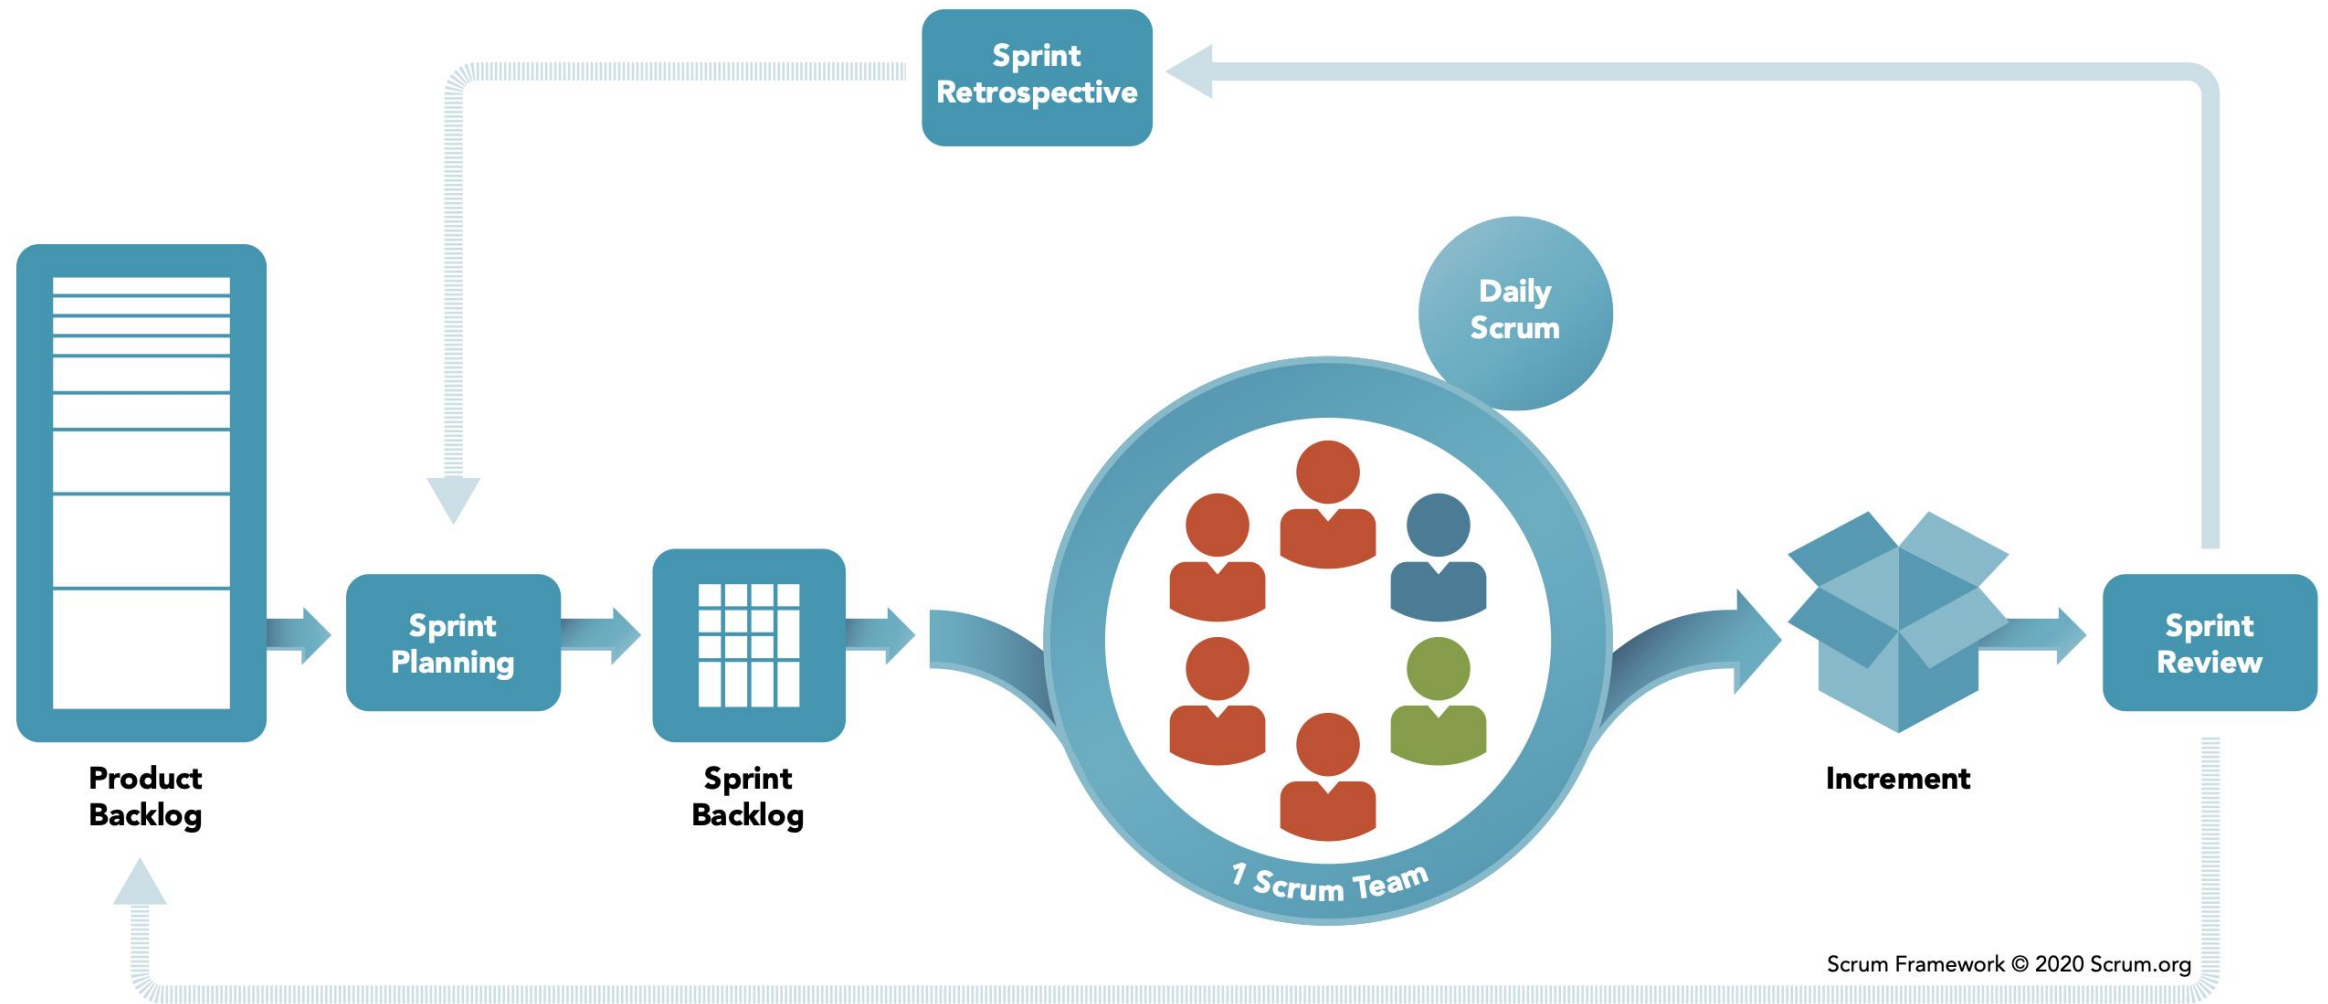 Sprint
Retrospective
Daily
Scrum
Sprint
Planning
Sprint
Review
Product
Backlog
Sprint
Backlog
Increment
1 Scrum Team
Scrum Framework © 2020 Scrum.org